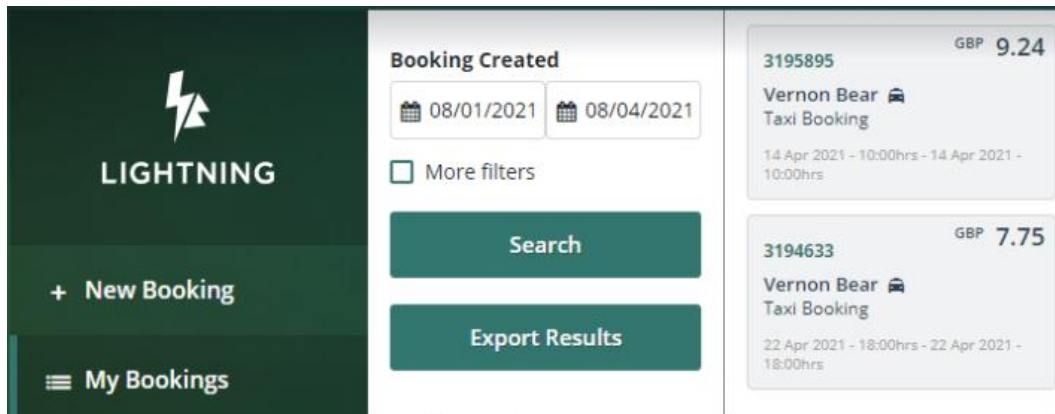 LIGHTNING
+ New Booking
My Bookings
Booking Created
08/01/2021 08/04/2021
More filters
Search
Export Results
GBP 9.24
3195895
Vernon Bear
Taxi Booking
14 Apr 2021 - 10:00hrs - 14 Apr 2021 -
10:00hrs
GBP 7.75
3194633
Vernon Bear
Taxi Booking
22 Apr 2021 - 18:00hrs - 22 Apr 2021 -
18:00hrs